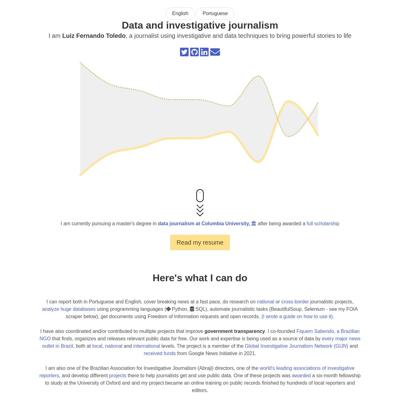 English Portuguese
Data and investigative journalism
I am Luiz Fernando Toledo, a journalist using investigative and data techniques to bring powerful stories to life
I am currently pursuing a master's degree in data journalism at Columbia University, after being awarded a full scholarship
Read my resume
Here's what I can do
I can report both in Portuguese and English, cover breaking news at a fast pace, do research on national or cross border journalistic projects,
analyze huge databases using programming languages ( Python, SQL), automate journalistic tasks (BeautifulSoup, Selenium - see my FOIA
scraper below), get documents using Freedom of Information requests and open records. (I wrote a guide on how to use it).
I have also coordinated and/or contributed to multiple projects that improve government transparency. I co-founded Fiquem Sabendo, a Brazilian
NGO that finds, organizes and releases relevant public data for free. Our work and expertise is being used as a source of data by every major news
outlet in Brazil, both at local, national and international levels. The project is a member of the Global Investigative Journalism Network (GIJN) and
received funds from Google News Initiative in 2021.
I am also one of the Brazilian Association for Investigative Journalism (Abraji) directors, one of the world's leading associations of investigative
reporters, and develop different projects there to help journalists get and use public data. One of these projects was awarded a six-month fellowship
to study at the University of Oxford and and my project became an online training on public records finished by hundreds of local reporters and
editors.